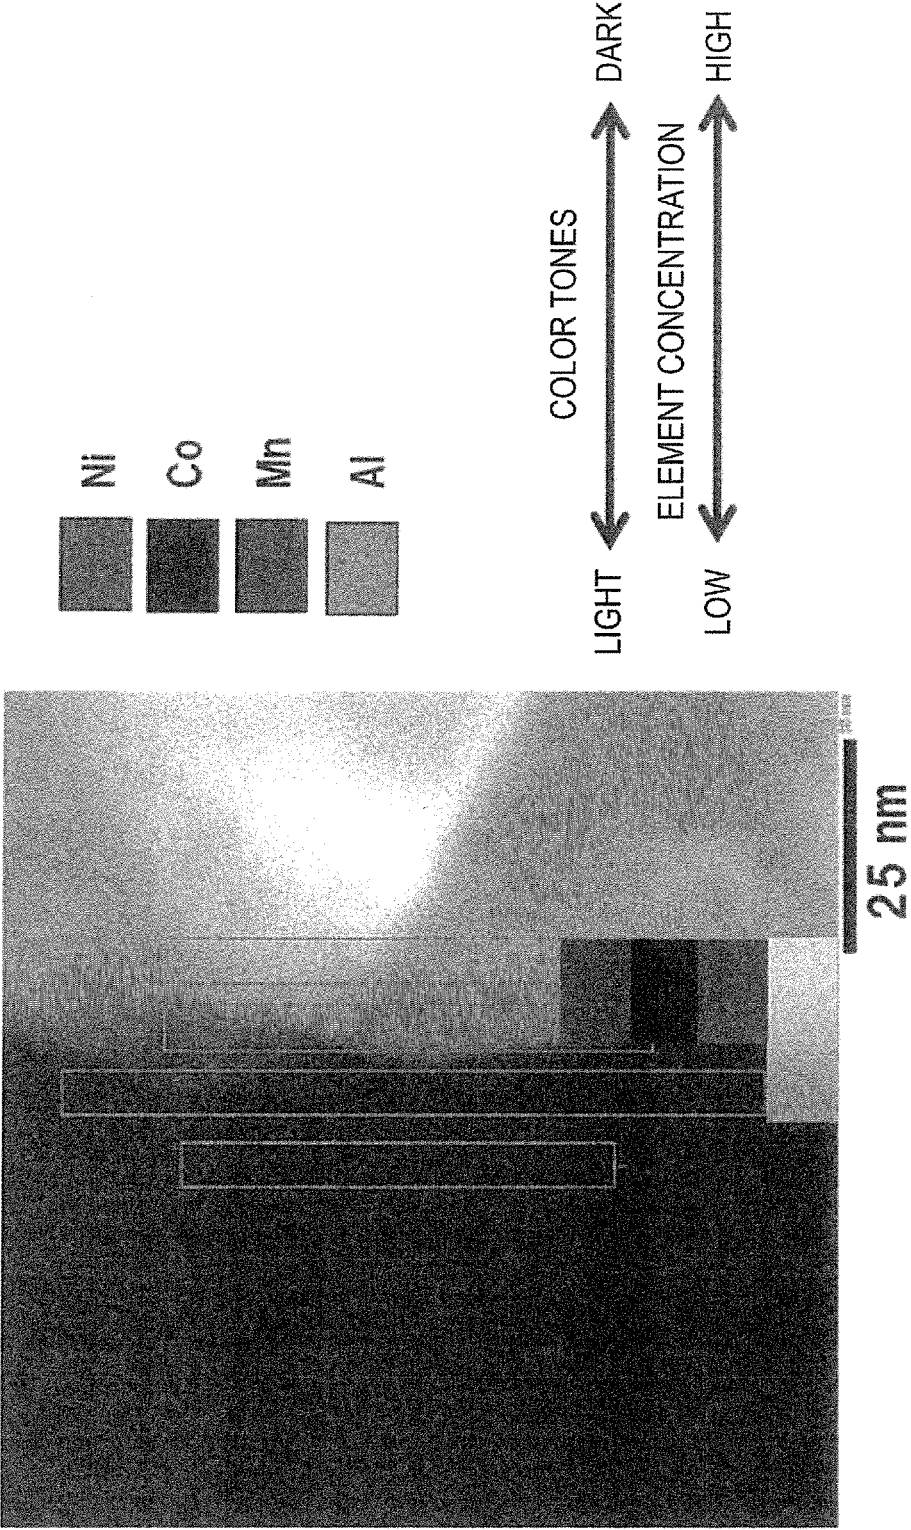 Ni
Co
Mn
Al
COLOR TONES
LIGHT DARK
ELEMENT CONCENTRATION
LOW HIGH
25 nm